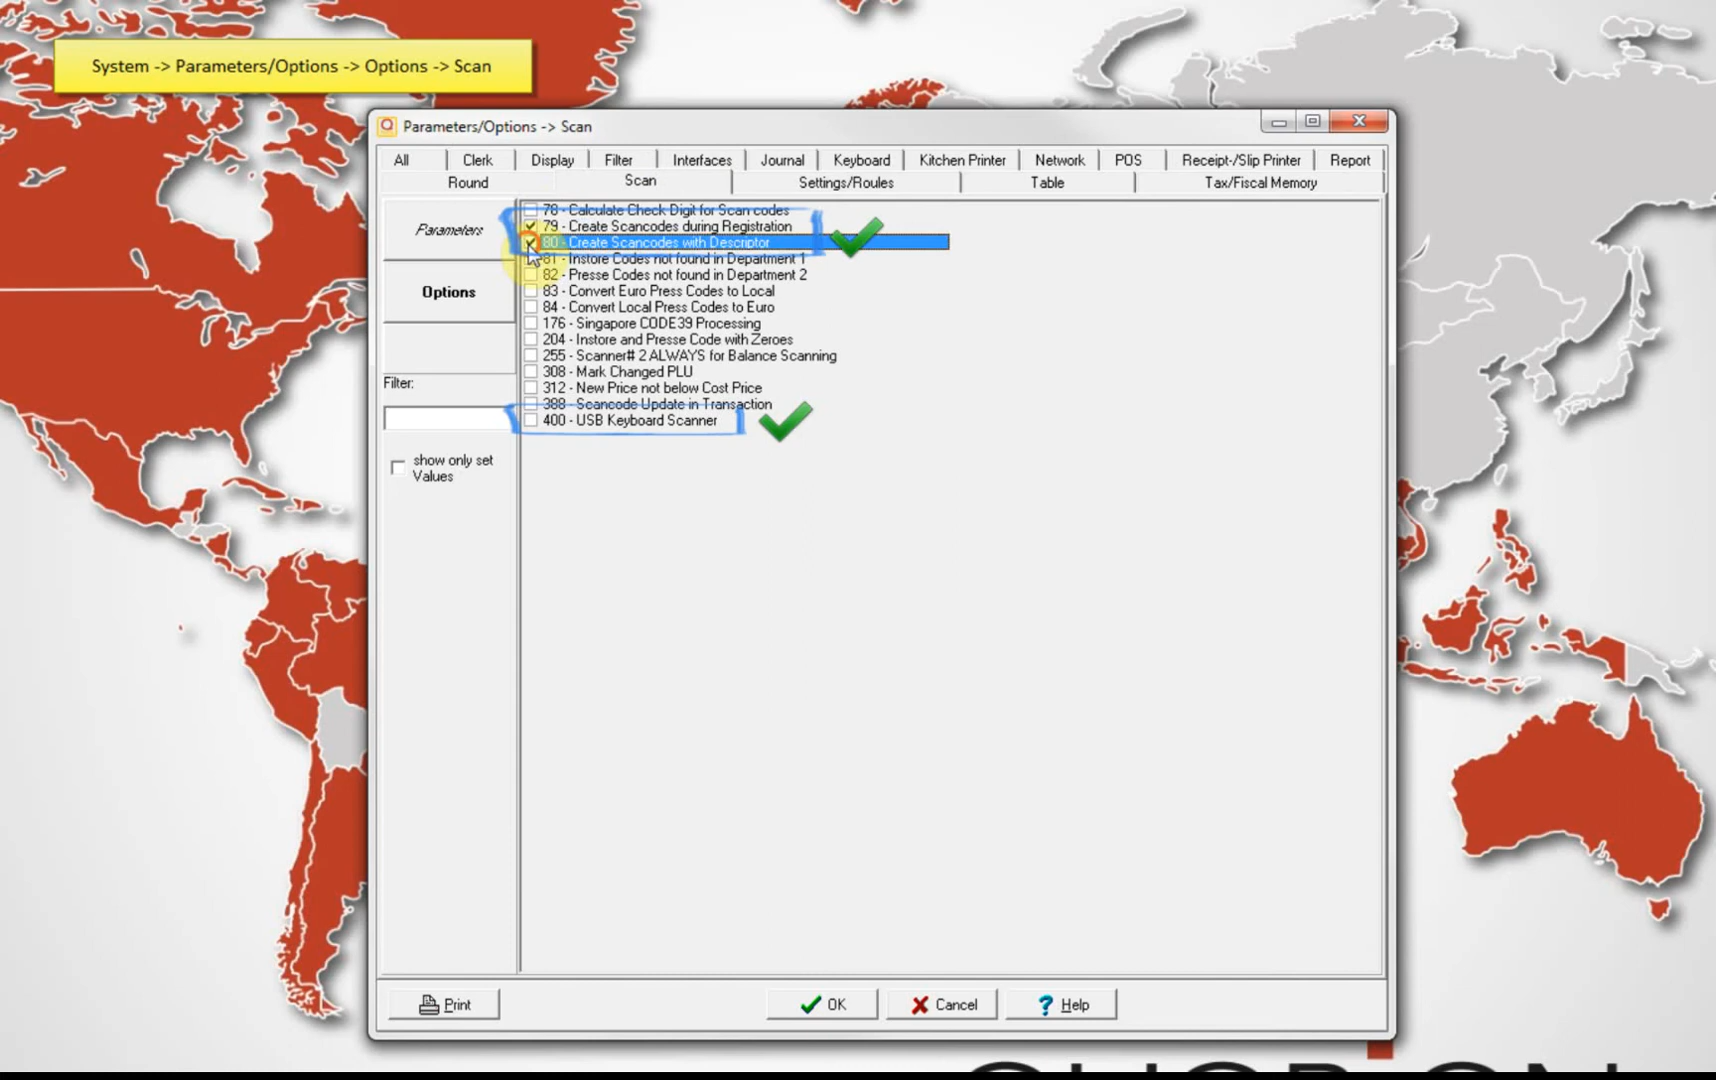 System -> Parameters/Options -> Options -> Scan
Parameters/Options -> Scan
All Clerk Display Filter Interfaces Journal Keyboard Kitchen Printer Network POS Receipt-/Slip Printer Report
Round Scan Settings/Roules Table Tax/Fiscal Memory
Parameters
Options
Filter:
show only set
Values
78 - Calculate Check Digit for Scan codes
79 - Create Scancodes during Registration
80 - Create Scancodes with Descriptor
81 - Instore Codes not found in Department 1
82 - Presse Codes not found in Department 2
83 - Convert Euro Press Codes to Local
84 - Convert Local Press Codes to Euro
176 - Singapore CODE39 Processing
204 - Instore and Presse Code with Zeroes
255 - Scanner# 2 ALWAYS for Balance Scanning
308 - Mark Changed PLU
312 - New Price not below Cost Price
388 - Scancode Update in Transaction
400 - USB Keyboard Scanner
Print OK Cancel Help